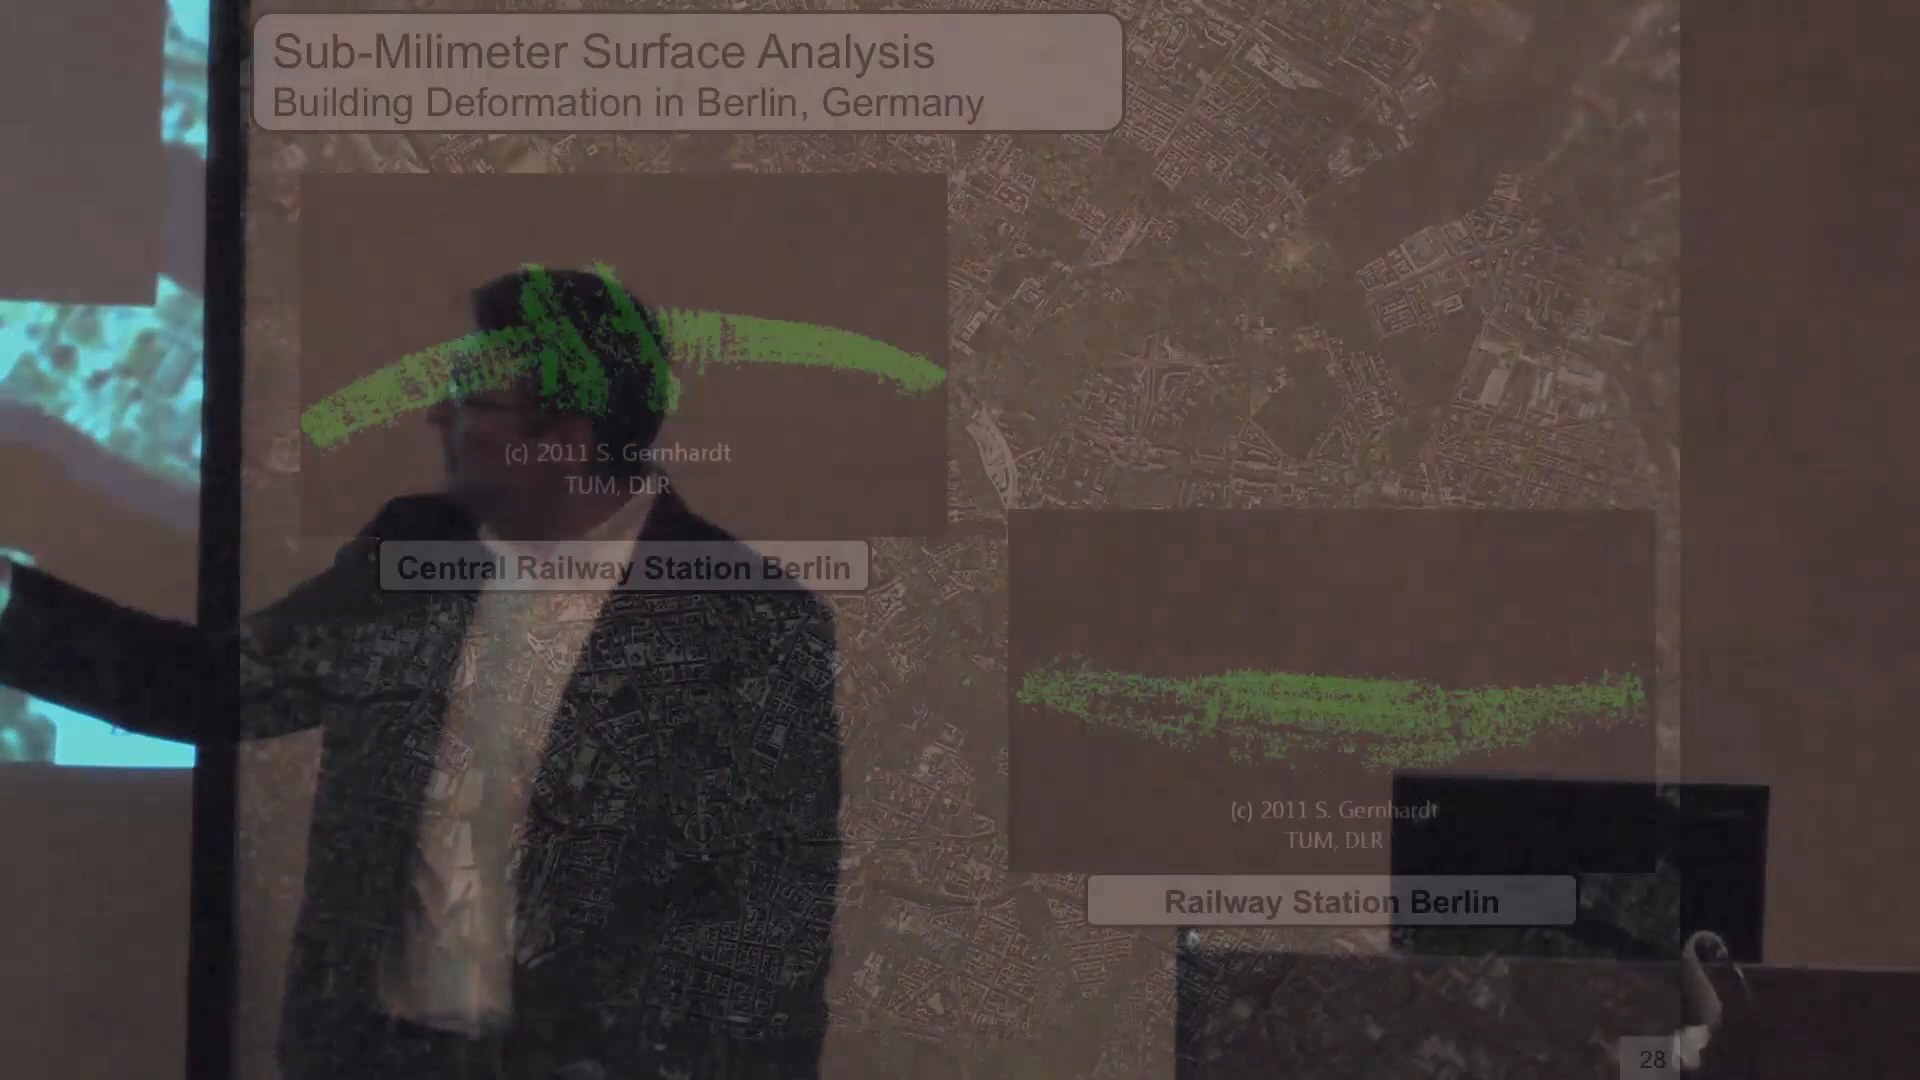 Sub-Milimeter Surface Analysis
Building Deformation in Berlin, Germany
(c) 2011 S. Gernhardt
TUM, DLR
Central Railway Station Berlin
(c) 2011 S. Gernhardt
TUM, DLR
Railway Station Berlin
28